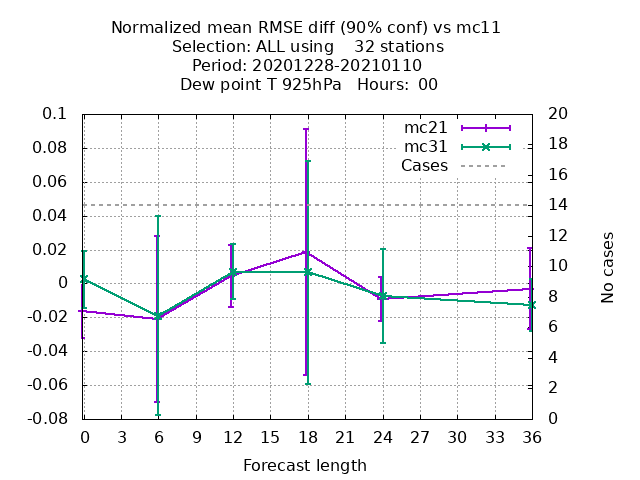 Normalized mean RMSE diff (90% conf) vs mc11
Selection: ALL using    32 stations
Period: 20201228-20210110
Dew point T 925hPa   Hours:  00
mc21
mc31
Cases
0.1
0.08
0.06
0.04
0.02
0
-0.02
-0.04
-0.06
-0.08
20
18
16
14
12
10
8
6
4
2
0
No cases
0 3 6 9 12 15 18 21 24 27 30 33 36
Forecast length